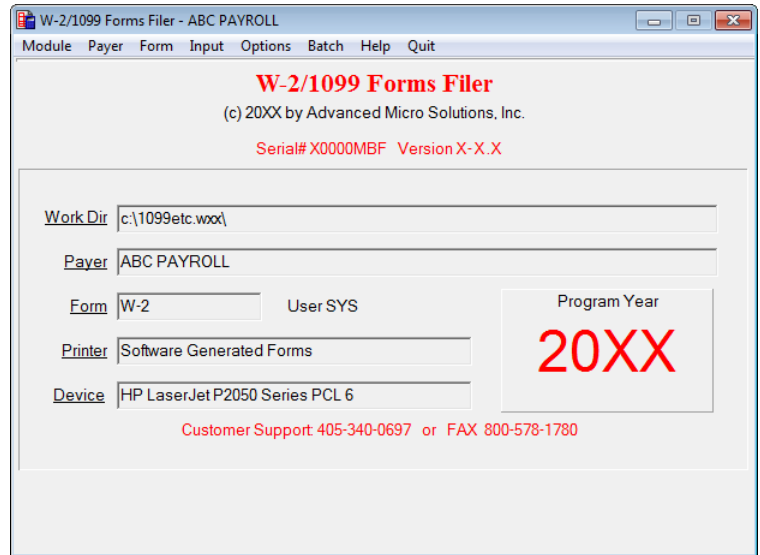 W-2/1099 Forms Filer - ABC PAYROLL
Module Payer Form Input Options Batch Help Quit
W-2/1099 Forms Filer
(c) 20XX by Advanced Micro Solutions, Inc.
Serial# X0000MBF Version X-X.X
Work Dir c:\1099etc.wxx\
Payer ABC PAYROLL
Form W-2 User SYS
Program Year
20XX
Printer Software Generated Forms
Device HP LaserJet P2050 Series PCL 6
Customer Support: 405-340-0697 or FAX 800-578-1780